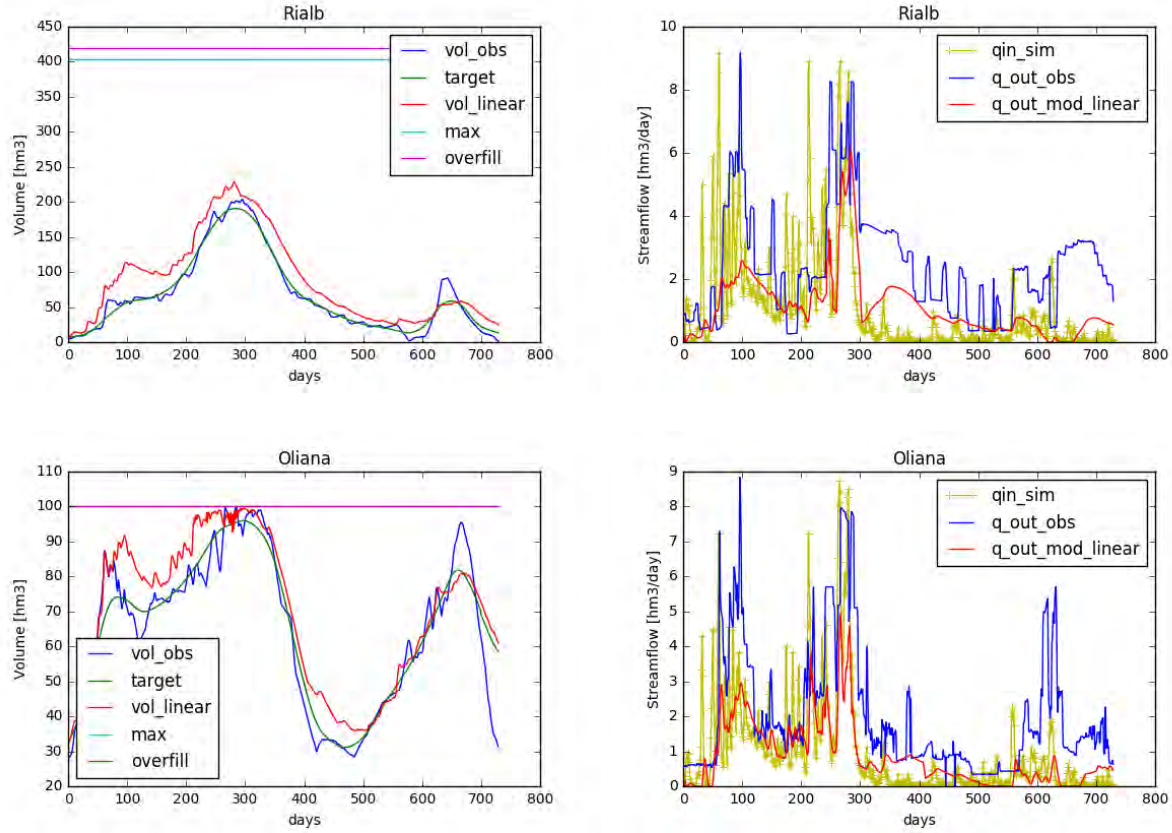 Rialb
450
400
350
300
250
200
150
100
50
0
Volume [hm3]
vol_obs
target
vol_linear
max
overfill
0 100 200 300 400 500 600 700 800
days
Rialb
10
8
6
4
2
0
Streamflow [hm3/day]
qin_sim
q_out_obs
q_out_mod_linear
0 100 200 300 400 500 600 700 800
days
Oliana
110
100
90
80
70
60
50
40
30
20
Volume [hm3]
vol_obs
target
vol_linear
max
overfill
0 100 200 300 400 500 600 700 800
days
Oliana
9
8
7
6
5
4
3
2
1
0
Streamflow [hm3/day]
qin_sim
q_out_obs
q_out_mod_linear
0 100 200 300 400 500 600 700 800
days